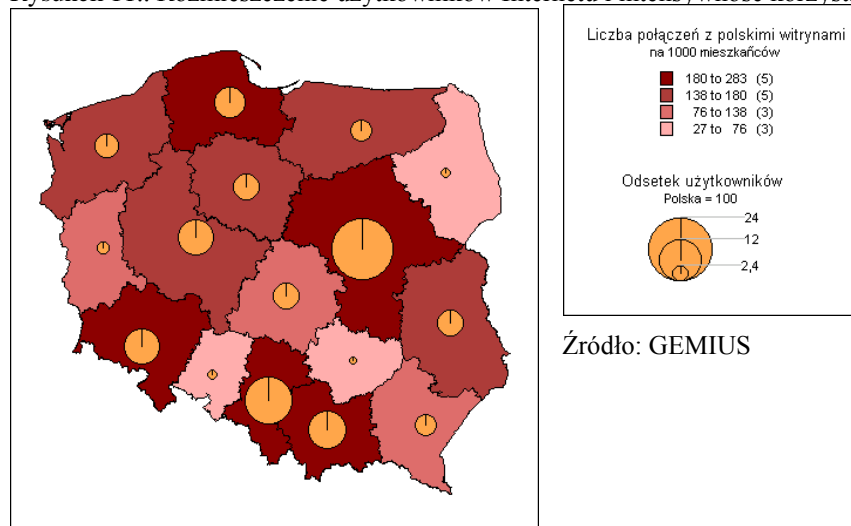 Liczba połączeń z polskimi witrynami
na 1000 mieszkańców
180 to 283 (5)
138 to 180 (5)
76 to 138 (3)
27 to 76 (3)
Odsetek użytkowników
Polska = 100
24
12
2,4
Źródło: GEMIUS